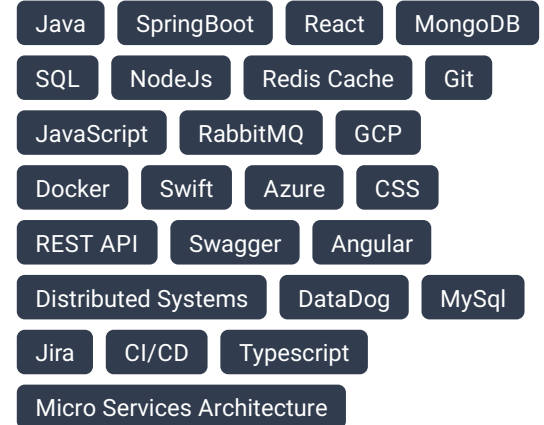 Java SpringBoot React MongoDB
SQL NodeJs Redis Cache Git
JavaScript RabbitMQ GCP
Docker Swift Azure CSS
REST API Swagger Angular
Distributed Systems DataDog MySql
Jira CI/CD Typescript
Micro Services Architecture